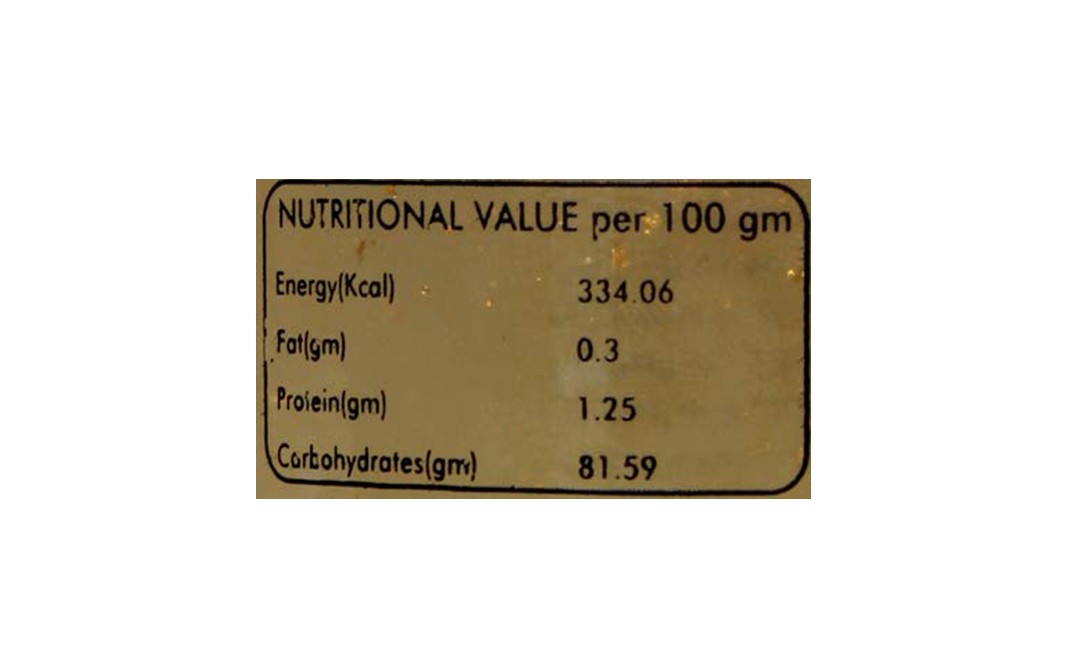 NUTRITIONAL VALUE per 100 gm
Energy(Kcal) 334.06
Fat(gm) 0.3
Protein(gm) 1.25
Carbohydrates(gm) 81.59